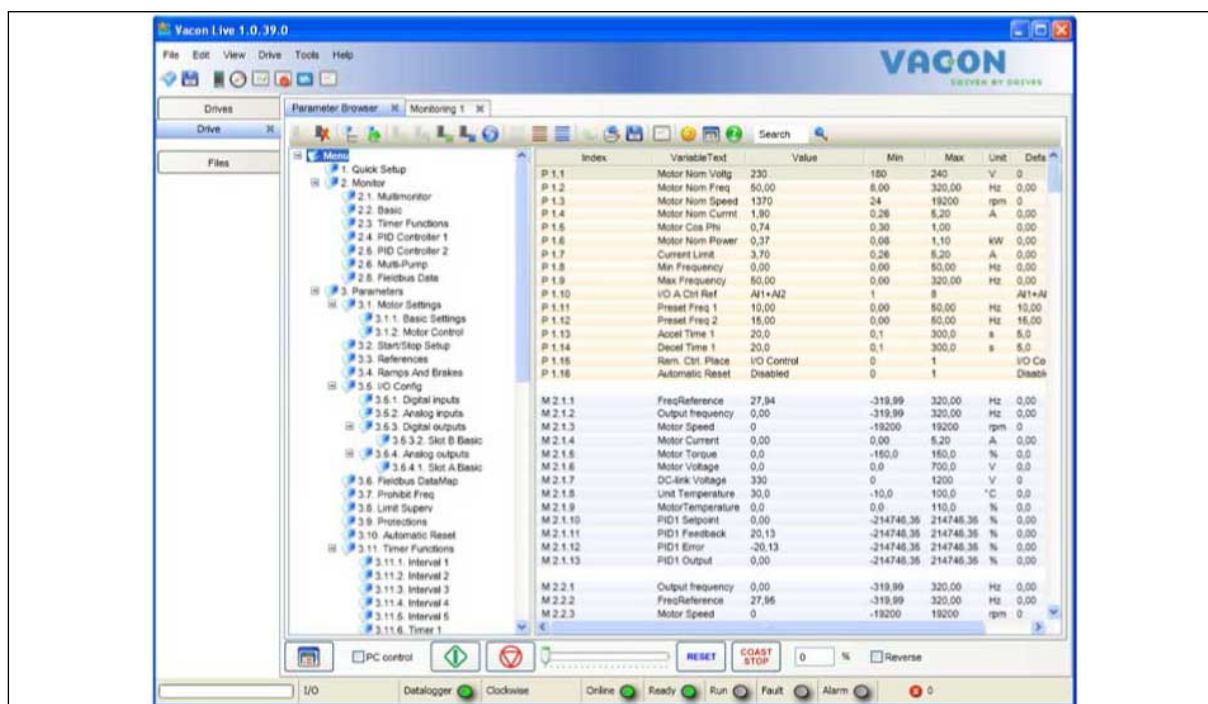 Vacon Live 1.0.39.0
File Edit View Drive Tools Help
VACON
DRIVEN BY DRIVES
Drives
Drive
Files
Parameter Browser Monitoring 1
Search
Menu
1. Quick Setup
2. Monitor
2.1. Multimonitor
2.2. Basic
2.3. Timer Functions
2.4. PID Controller 1
2.5. PID Controller 2
2.6. Multi-Pump
2.8. Fieldbus Data
3. Parameters
3.1. Motor Settings
3.1.1. Basic Settings
3.1.2. Motor Control
3.2. Start/Stop Setup
3.3. References
3.4. Ramps And Brakes
3.5. I/O Config
3.5.1. Digital inputs
3.5.2. Analog inputs
3.5.3. Digital outputs
3.5.3.2. Slot B Basic
3.5.4. Analog outputs
3.5.4.1. Slot A Basic
3.6. Fieldbus DataMap
3.7. Prohibit Freq
3.8. Limit Superv
3.9. Protections
3.10. Automatic Reset
3.11. Timer Functions
3.11.1. Interval 1
3.11.2. Interval 2
3.11.3. Interval 3
3.11.4. Interval 4
3.11.5. Interval 5
3.11.6. Timer 1
Index VariableText Value Min Max Unit Defa
P 1.1 Motor Nom Voltg 230 180 240 V 0
P 1.2 Motor Nom Freq 50,00 8,00 320,00 Hz 0,00
P 1.3 Motor Nom Speed 1370 24 19200 rpm 0
P 1.4 Motor Nom Currnt 1,90 0,26 5,20 A 0,00
P 1.5 Motor Cos Phi 0,74 0,30 1,00 0,00
P 1.6 Motor Nom Power 0,37 0,08 1,10 kW 0,00
P 1.7 Current Limit 3,70 0,26 5,20 A 0,00
P 1.8 Min Frequency 0,00 0,00 50,00 Hz 0,00
P 1.9 Max Frequency 50,00 0,00 320,00 Hz 0,00
P 1.10 I/O A Ctrl Ref AI1+AI2 1 8 AI1+AI
P 1.11 Preset Freq 1 10,00 0,00 50,00 Hz 10,00
P 1.12 Preset Freq 2 15,00 0,00 50,00 Hz 15,00
P 1.13 Accel Time 1 20,0 0,1 300,0 s 5,0
P 1.14 Decel Time 1 20,0 0,1 300,0 s 5,0
P 1.15 Rem. Ctrl. Place I/O Control 0 1 I/O Co
P 1.16 Automatic Reset Disabled 0 1 Disabl
M 2.1.1 FreqReference 27,94 -319,99 320,00 Hz 0,00
M 2.1.2 Output frequency 0,00 -319,99 320,00 Hz 0,00
M 2.1.3 Motor Speed 0 -19200 19200 rpm 0
M 2.1.4 Motor Current 0,00 0,00 5,20 A 0,00
M 2.1.5 Motor Torque 0,0 -150,0 150,0 % 0,0
M 2.1.6 Motor Voltage 0,0 0,0 700,0 V 0,0
M 2.1.7 DC-link Voltage 330 0 1200 V 0
M 2.1.8 Unit Temperature 30,0 -10,0 100,0 °C 0,0
M 2.1.9 MotorTemperature 0,0 0,0 110,0 % 0,0
M 2.1.10 PID1 Setpoint 0,00 -214748,36 214748,36 % 0,00
M 2.1.11 PID1 Feedback 20,13 -214748,36 214748,36 % 0,00
M 2.1.12 PID1 Error -20,13 -214748,36 214748,36 % 0,00
M 2.1.13 PID1 Output 0,00 -214748,36 214748,36 % 0,00
M 2.2.1 Output frequency 0,00 -319,99 320,00 Hz 0,00
M 2.2.2 FreqReference 27,95 -319,99 320,00 Hz 0,00
M 2.2.3 Motor Speed 0 -19200 19200 rpm 0
PC control RESET COAST STOP 0 % Reverse
I/O Datalogger Clockwise Online Ready Run Fault Alarm 0